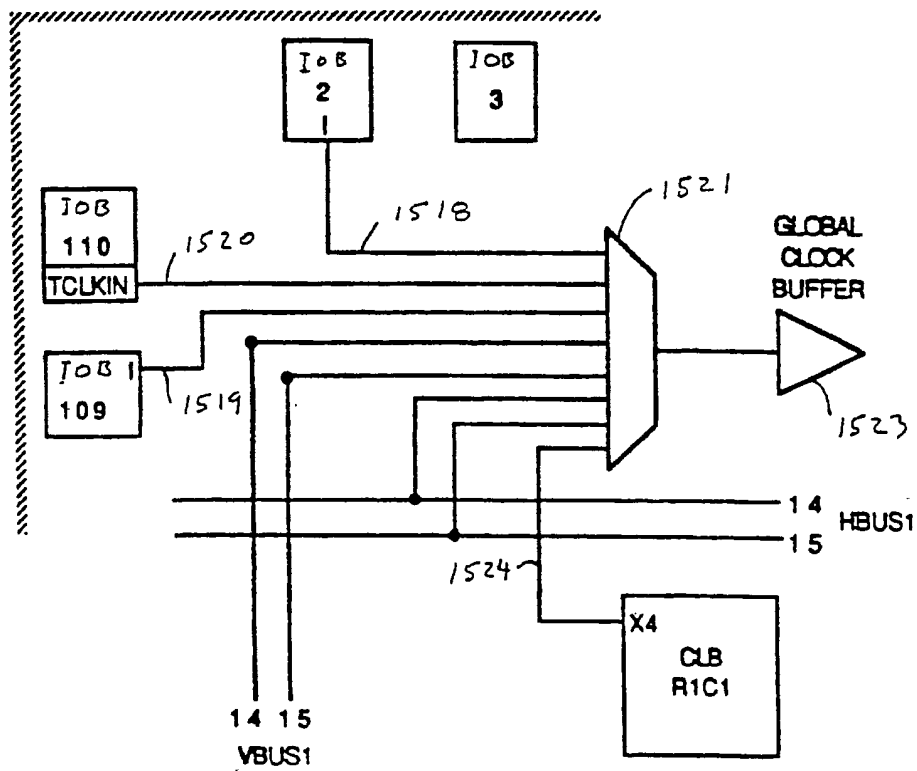 IOB
2
I
IOB
3
1518
1521
IOB
110
TCLKIN
1520
GLOBAL
CLOCK
BUFFER
IOB I
109
1519
1523
14
HBUS1
15
1524
X4
CLB
R1C1
14 15
VBUS1